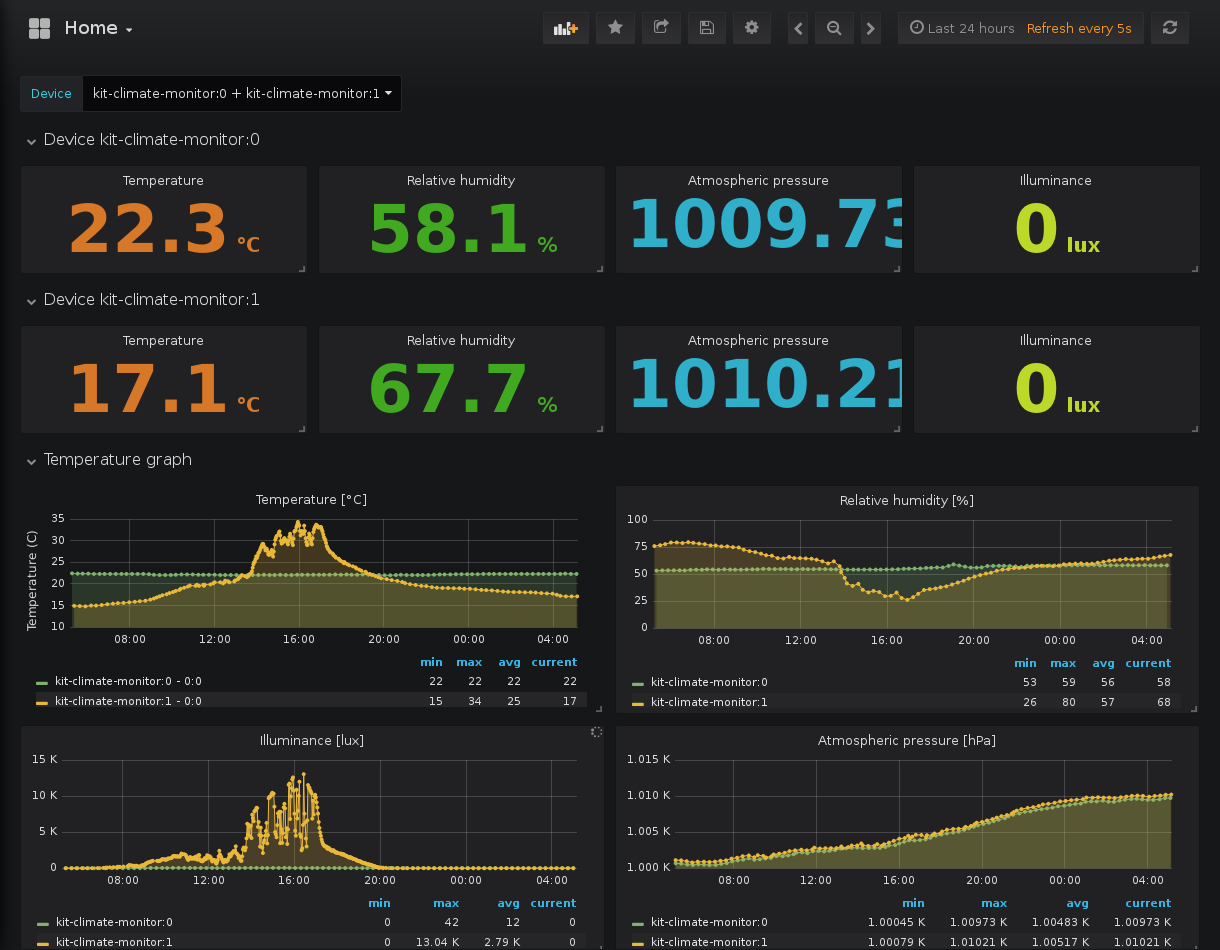 Home
Last 24 hours Refresh every 5s
Device kit-climate-monitor:0 + kit-climate-monitor:1
Device kit-climate-monitor:0
Temperature Relative humidity Atmospheric pressure Illuminance
22.3 °C 58.1 % 1009.73 0 lux
Device kit-climate-monitor:1
Temperature Relative humidity Atmospheric pressure Illuminance
17.1 °C 67.7 % 1010.21 0 lux
Temperature graph
Temperature [°C]
Temperature (C)
35
30
25
20
15
10
08:00 12:00 16:00 20:00 00:00 04:00
min max avg current
kit-climate-monitor:0 - 0:0 22 22 22 22
kit-climate-monitor:1 - 0:0 15 34 25 17
Relative humidity [%]
100
75
50
25
0
08:00 12:00 16:00 20:00 00:00 04:00
min max avg current
kit-climate-monitor:0 53 59 56 58
kit-climate-monitor:1 26 80 57 68
Illuminance [lux]
15 K
10 K
5 K
0
08:00 12:00 16:00 20:00 00:00 04:00
min max avg current
kit-climate-monitor:0 0 42 12 0
kit-climate-monitor:1 0 13.04 K 2.79 K 0
Atmospheric pressure [hPa]
1.015 K
1.010 K
1.005 K
1.000 K
08:00 12:00 16:00 20:00 00:00 04:00
min max avg current
kit-climate-monitor:0 1.00045 K 1.00973 K 1.00483 K 1.00973 K
kit-climate-monitor:1 1.00079 K 1.01021 K 1.00517 K 1.01021 K